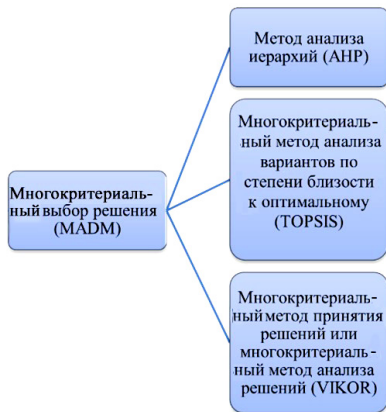 Метод анализа
иерархий (AHP)
Многокритериаль-
ный метод анализа
вариантов по
степени близости
к оптимальному
(TOPSIS)
Многокритериаль-
ный выбор решения
(MADM)
Многокритериаль-
ный метод принятия
решений или
многокритериаль-
ный метод анализа
решений (VIKOR)